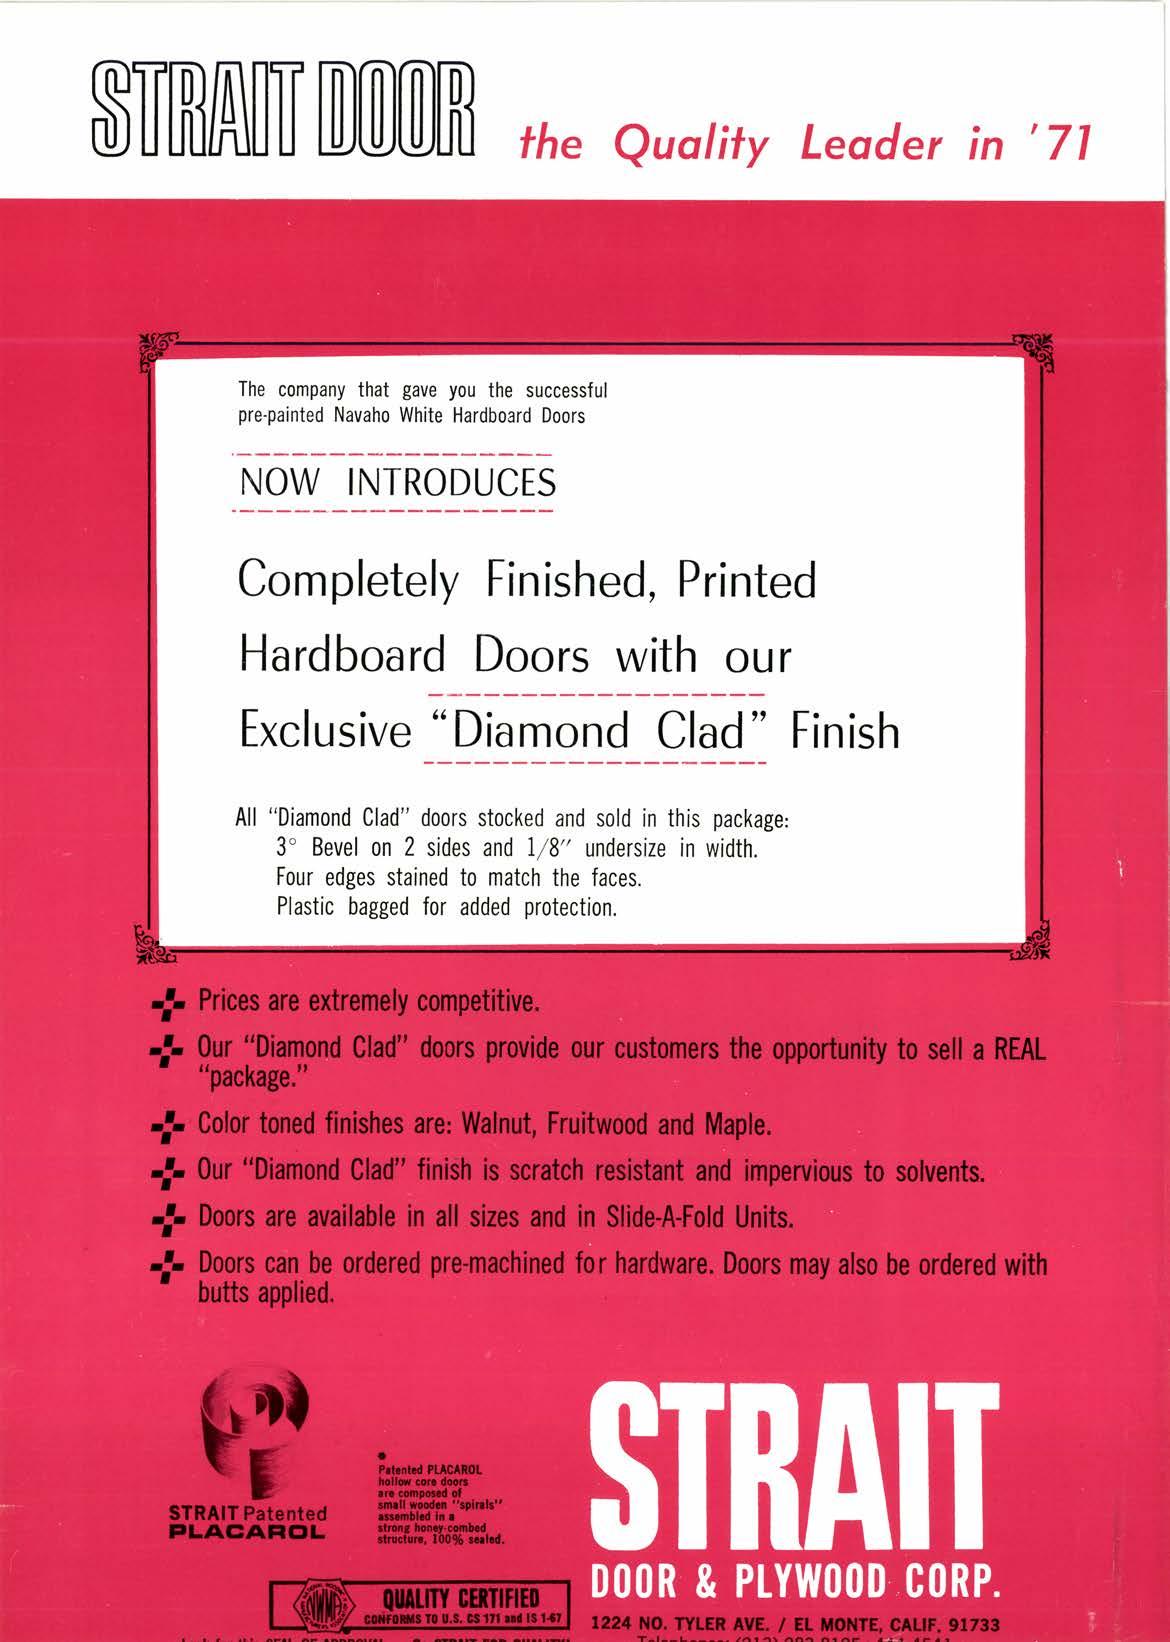 STRAIT DOOR the Quality Leader in '71
The company that gave you the successful
pre-painted Navaho White Hardboard Doors
NOW INTRODUCES
Completely Finished, Printed
Hardboard Doors with our
Exclusive “Diamond Clad” Finish
All “Diamond Clad” doors stocked and sold in this package:
3° Bevel on 2 sides and 1/8″ undersize in width.
Four edges stained to match the faces.
Plastic bagged for added protection.
Prices are extremely competitive.
Our “Diamond Clad” doors provide our customers the opportunity to sell a REAL
“package.”
Color toned finishes are: Walnut, Fruitwood and Maple.
Our “Diamond Clad” finish is scratch resistant and impervious to solvents.
Doors are available in all sizes and in Slide-A-Fold Units.
Doors can be ordered pre-machined for hardware. Doors may also be ordered with
butts applied.
STRAIT Patented
PLACAROL
Patented PLACAROL
hollow core doors
are composed of
small wooden “spirals”
assembled in a
strong honey-combed
structure, 100% sealed.
NWMA
QUALITY CERTIFIED
CONFORMS TO U.S. CS 171 and IS 1-67
STRAIT
DOOR & PLYWOOD CORP.
1224 NO. TYLER AVE. / EL MONTE, CALIF. 91733